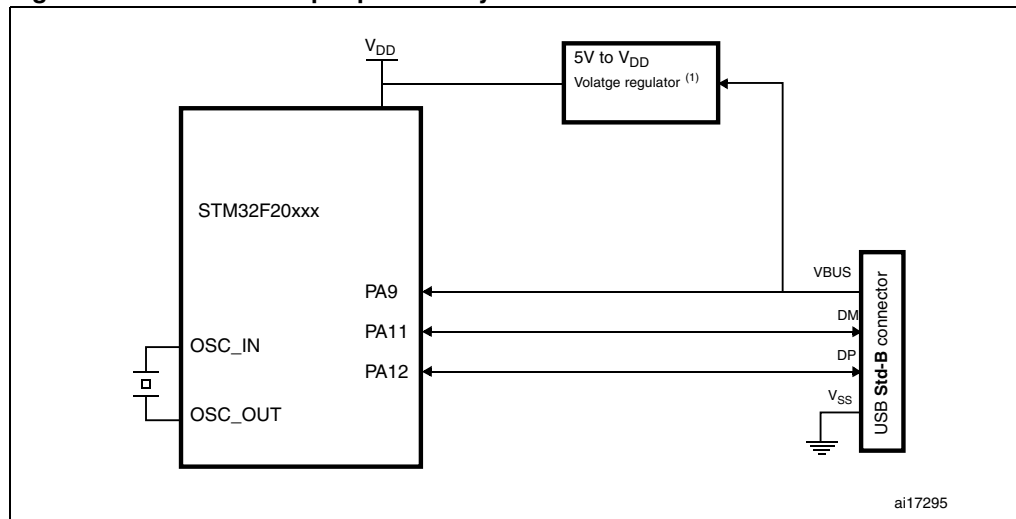 V_DD
5V to V_DD
Volatge regulator (1)
STM32F20xxx
VBUS
PA9
DM
PA11
OSC_IN
DP
PA12
V_SS
OSC_OUT
USB Std-B connector
ai17295